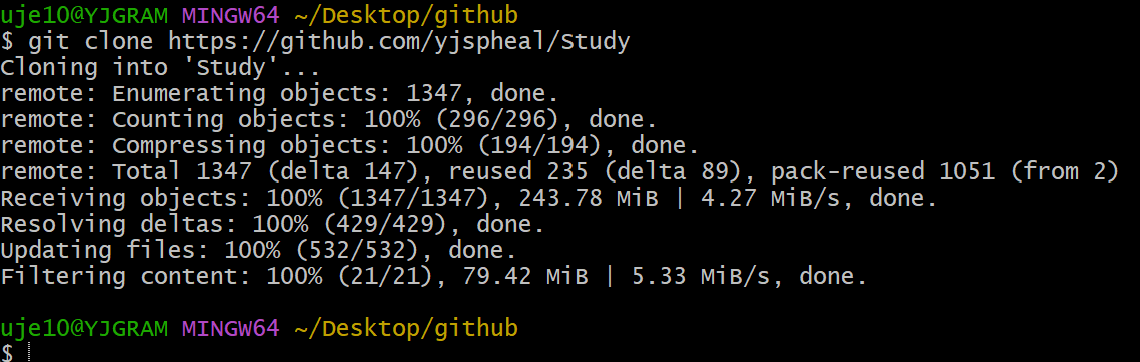 uje10@YJGRAM MINGW64 ~/Desktop/github
$ git clone https://github.com/yjspheal/Study
Cloning into 'Study'...
remote: Enumerating objects: 1347, done.
remote: Counting objects: 100% (296/296), done.
remote: Compressing objects: 100% (194/194), done.
remote: Total 1347 (delta 147), reused 235 (delta 89), pack-reused 1051 (from 2)
Receiving objects: 100% (1347/1347), 243.78 MiB | 4.27 MiB/s, done.
Resolving deltas: 100% (429/429), done.
Updating files: 100% (532/532), done.
Filtering content: 100% (21/21), 79.42 MiB | 5.33 MiB/s, done.
uje10@YJGRAM MINGW64 ~/Desktop/github
$